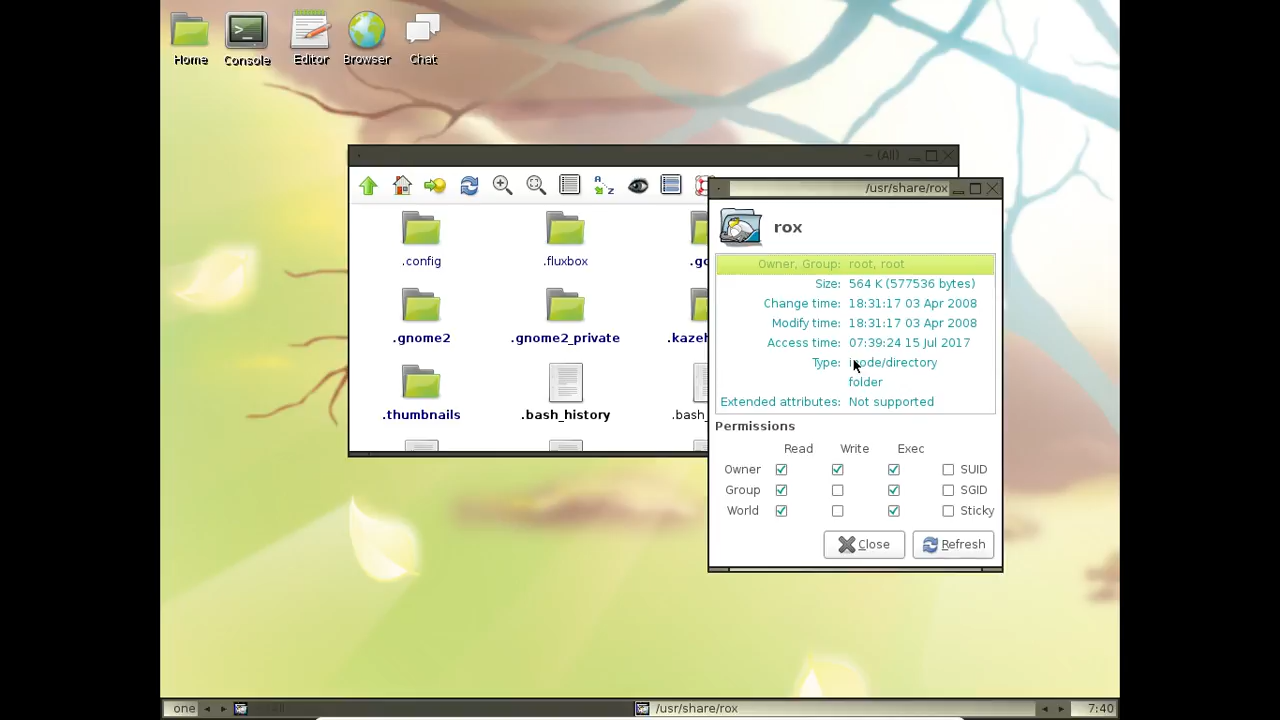 Home
Console
Editor
Browser
Chat
~ (All)
/usr/share/rox
.config
.fluxbox
.gnome2
.gnome2_private
.kazeh
.thumbnails
.bash_history
.bash_
rox
Owner, Group: root, root
Size: 564 K (577536 bytes)
Change time: 18:31:17 03 Apr 2008
Modify time: 18:31:17 03 Apr 2008
Access time: 07:39:24 15 Jul 2017
Type: inode/directory
folder
Extended attributes: Not supported
Permissions
Read Write Exec
Owner SUID
Group SGID
World Sticky
Close Refresh
one
/usr/share/rox
7:40